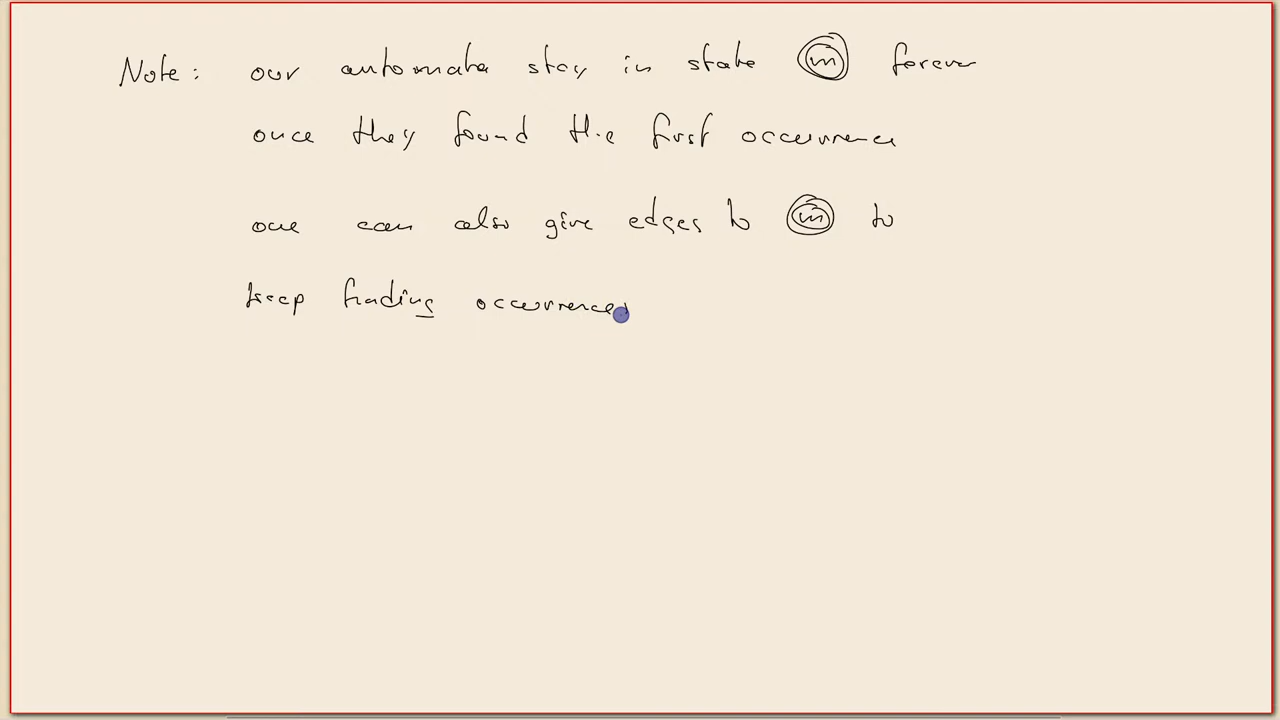 Note: our automata stay in state m forever
once they found the first occurrence
one can also give edges to m to
keep finding occurrences